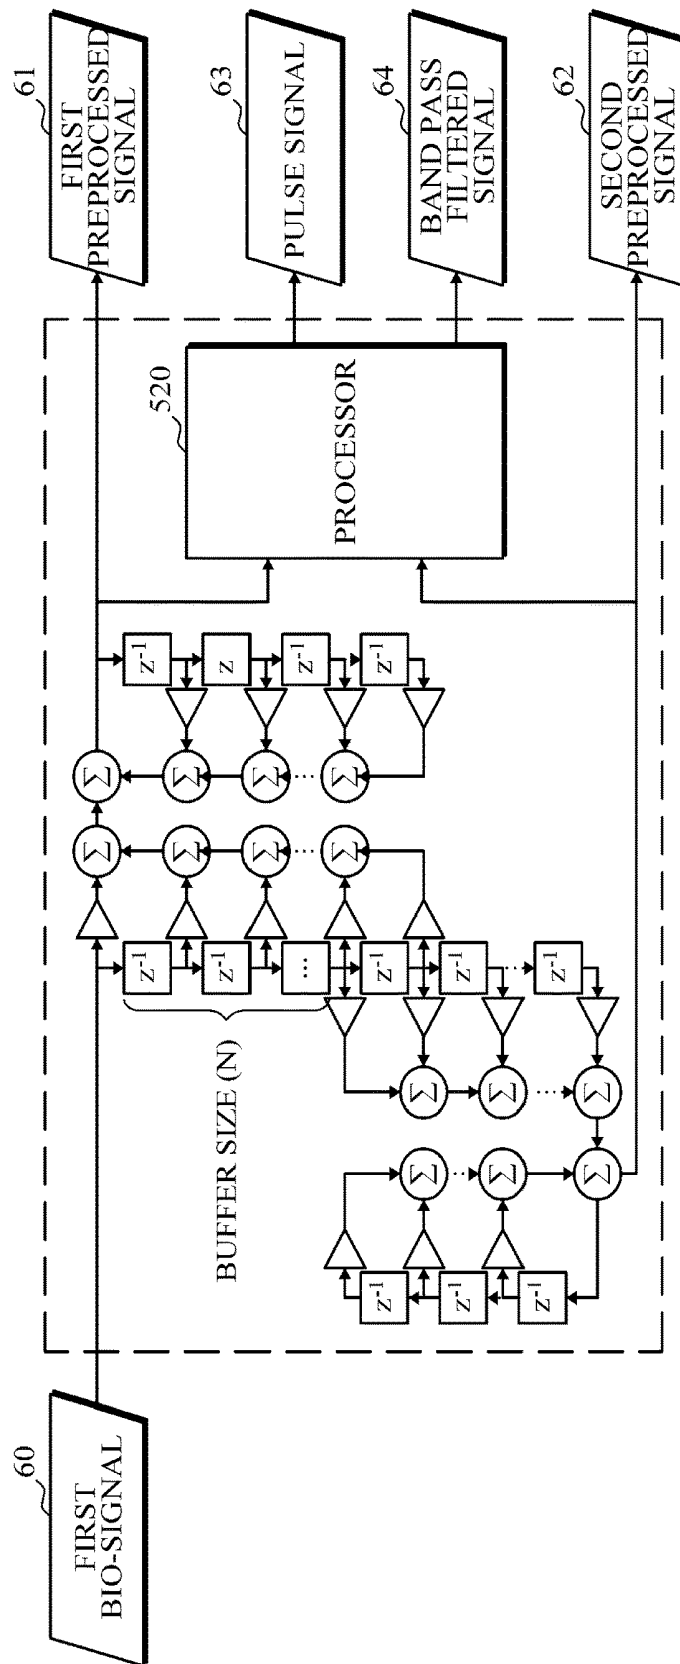 60
FIRST
BIO-SIGNAL
z⁻¹
z⁻¹
z⁻¹
Σ
Σ
Σ
Σ
Σ
Σ
BUFFER SIZE (N)
z⁻¹
z⁻¹
...
z⁻¹
z⁻¹
z⁻¹
Σ
Σ
Σ
Σ
Σ
Σ
Σ
Σ
z⁻¹
z
z⁻¹
z⁻¹
520
PROCESSOR
61
FIRST
PREPROCESSED
SIGNAL
63
PULSE SIGNAL
64
BAND PASS
FILTERED
SIGNAL
62
SECOND
PREPROCESSED
SIGNAL